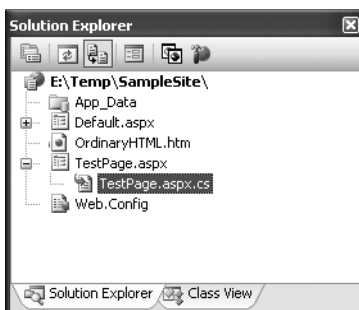 Solution Explorer
E:\Temp\SampleSite\
App_Data
Default.aspx
OrdinaryHTML.htm
TestPage.aspx
TestPage.aspx.cs
Web.Config
Solution Explorer Class View